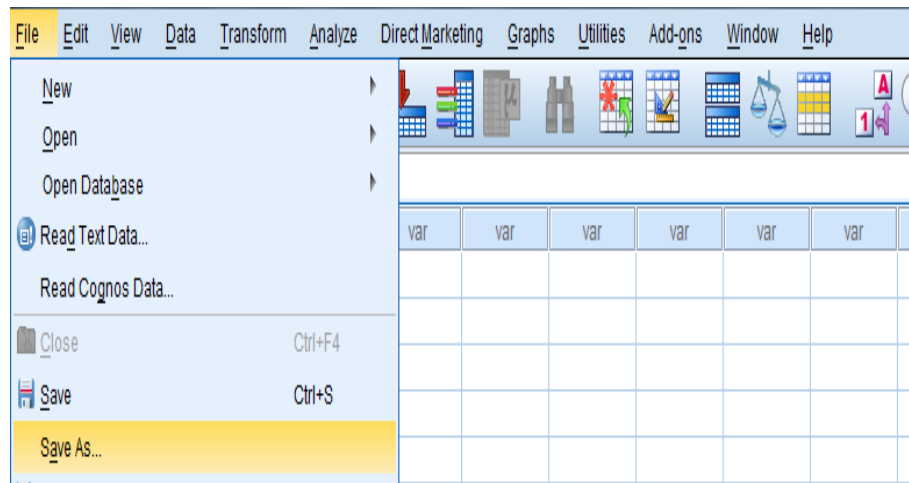 File Edit View Data Transform Analyze Direct Marketing Graphs Utilities Add-ons Window Help
New
Open
Open Database
Read Text Data...
Read Cognos Data...
Close Ctrl+F4
Save Ctrl+S
Save As...
μ
A
1
var var var var var var